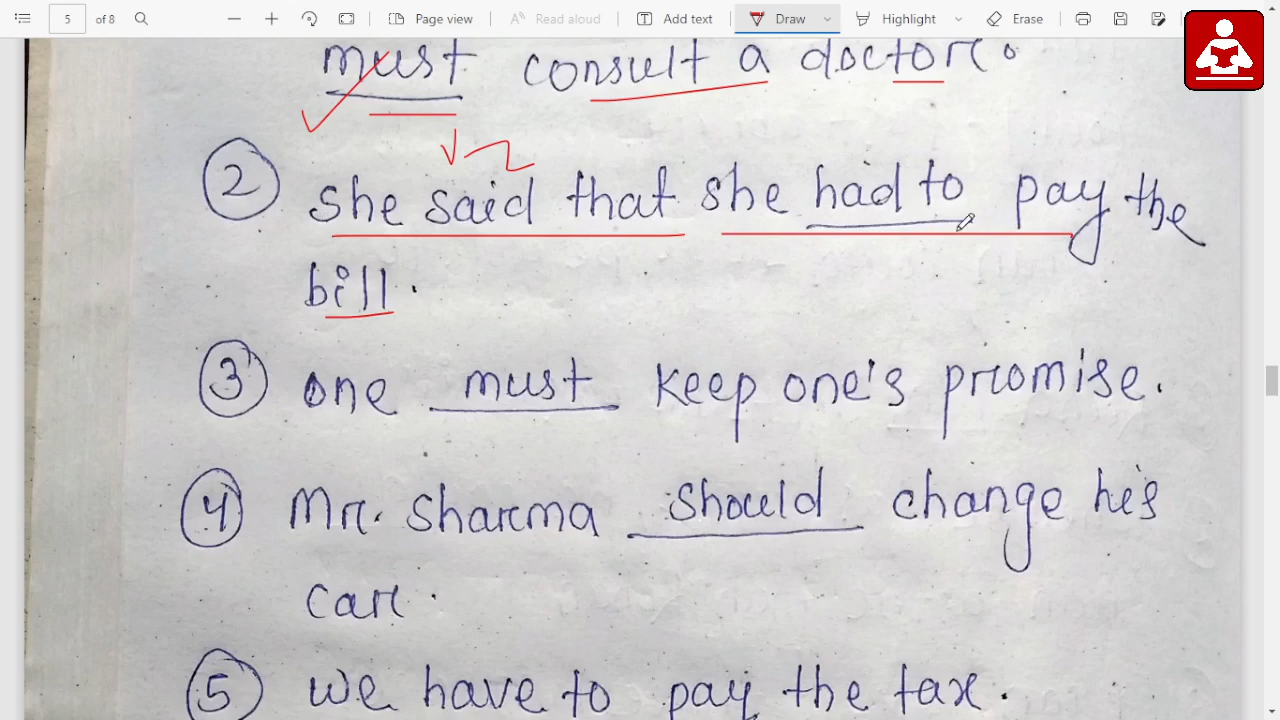 5 of 8 Page view Read aloud Add text Draw Highlight Erase
must consult a doctor.
2 she said that she had to pay the
bill.
3 one must keep one's promise.
4 Mr. Sharma should change his
car.
5 we have to pay the tax.